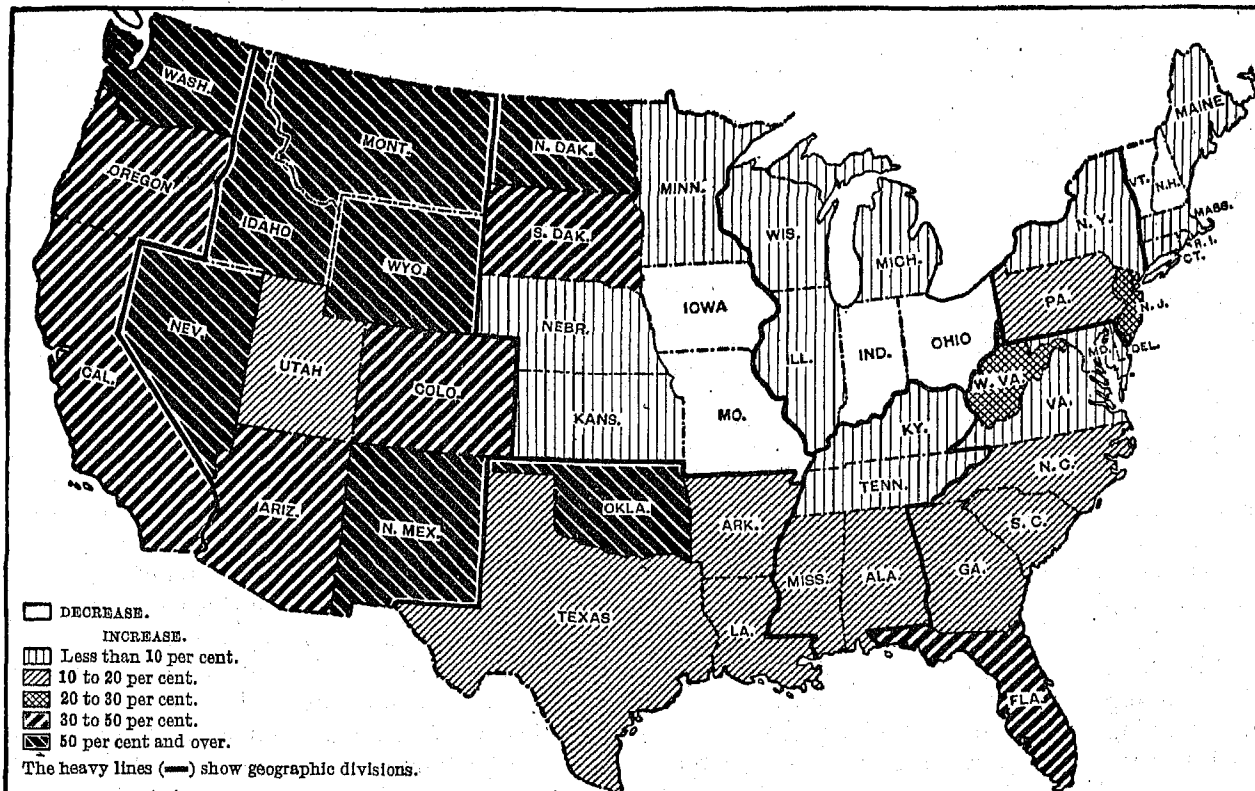 WASH.
MONT.
N. DAK.
MINN.
MAINE
OREGON
IDAHO
S. DAK.
WIS.
MICH.
VT.
N.H.
N.Y.
MASS.
R.I.
CT.
WYO.
IOWA
NEBR.
PA.
N.J.
NEV.
UTAH
COLO.
CAL.
ILL.
IND.
OHIO
MD.
DEL.
W. VA.
VA.
KANS.
MO.
KY.
ARIZ.
N. MEX.
OKLA.
ARK.
TENN.
N.C.
S.C.
TEXAS
LA.
MISS.
ALA.
GA.
FLA.
DECREASE.
INCREASE.
Less than 10 per cent.
10 to 20 per cent.
20 to 30 per cent.
30 to 50 per cent.
50 per cent and over.
The heavy lines (━) show geographic divisions.